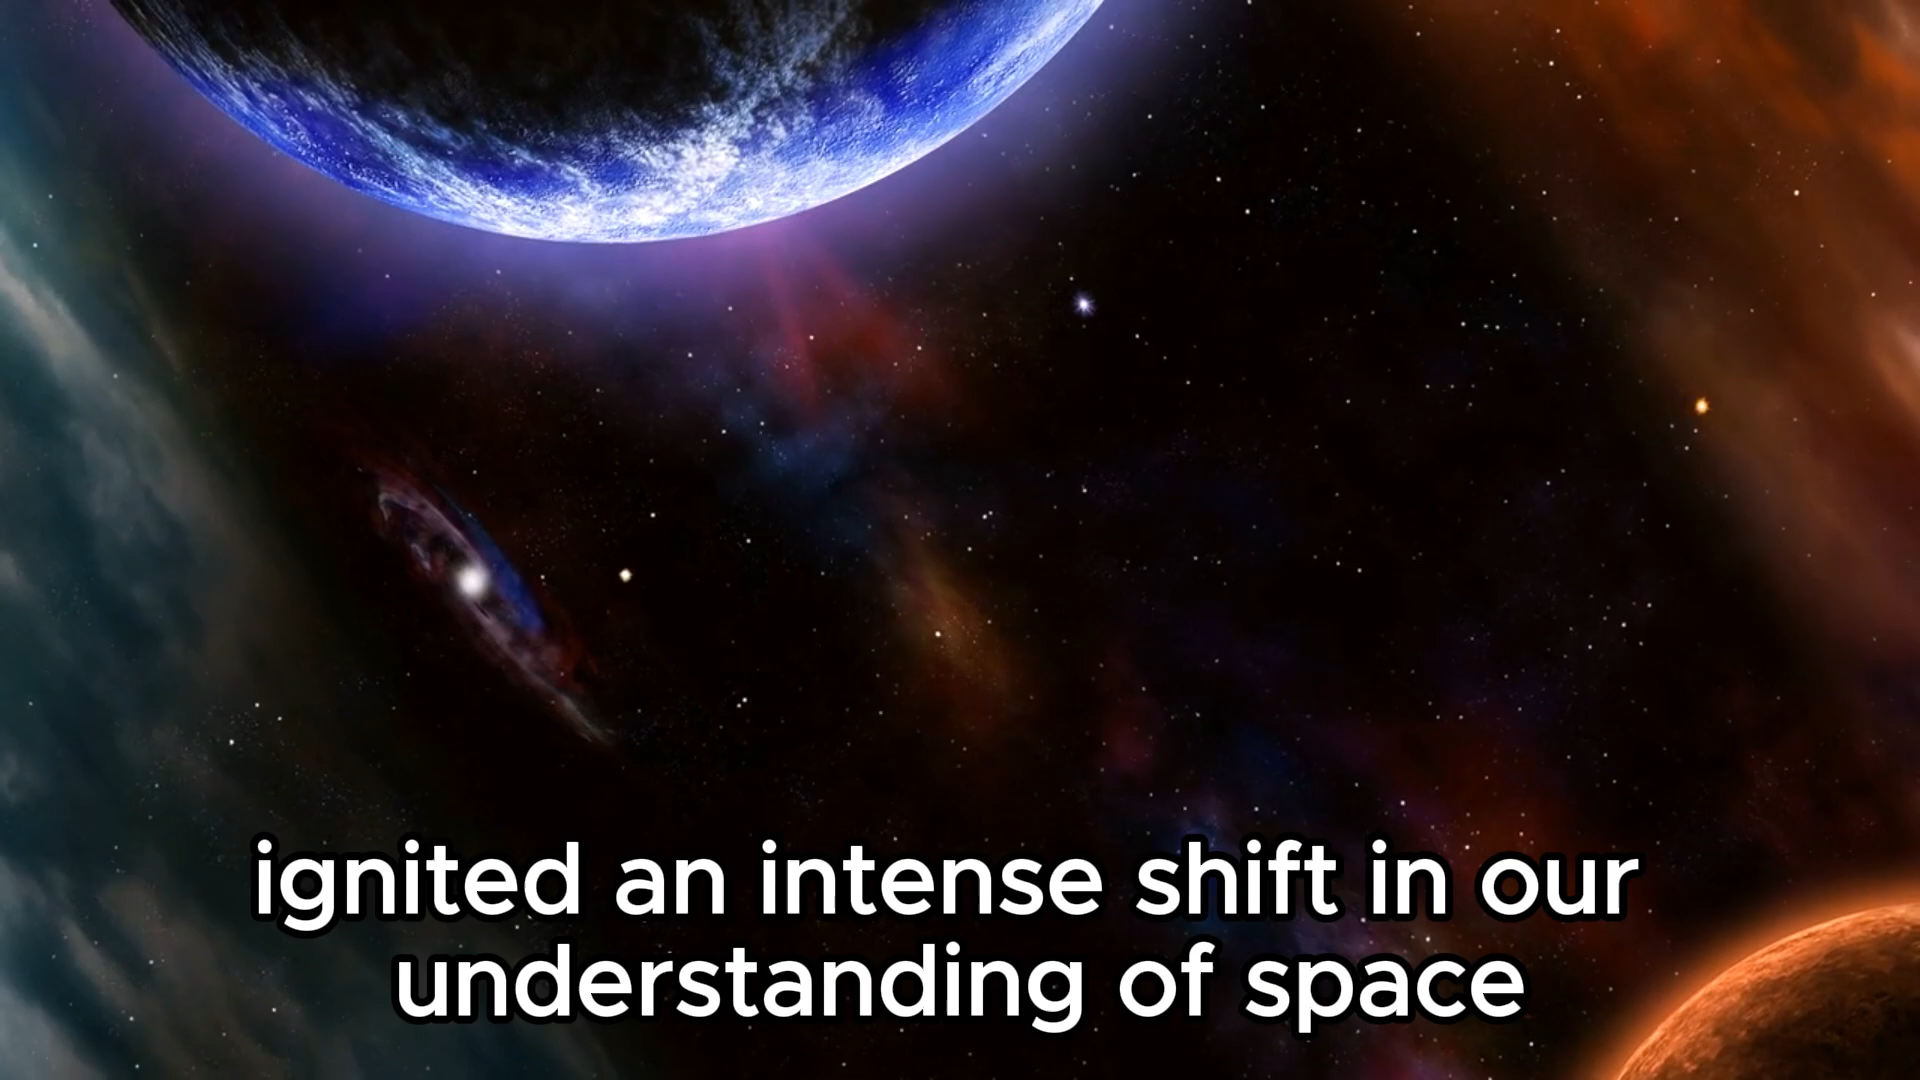 ignited an intense shift in our
understanding of space